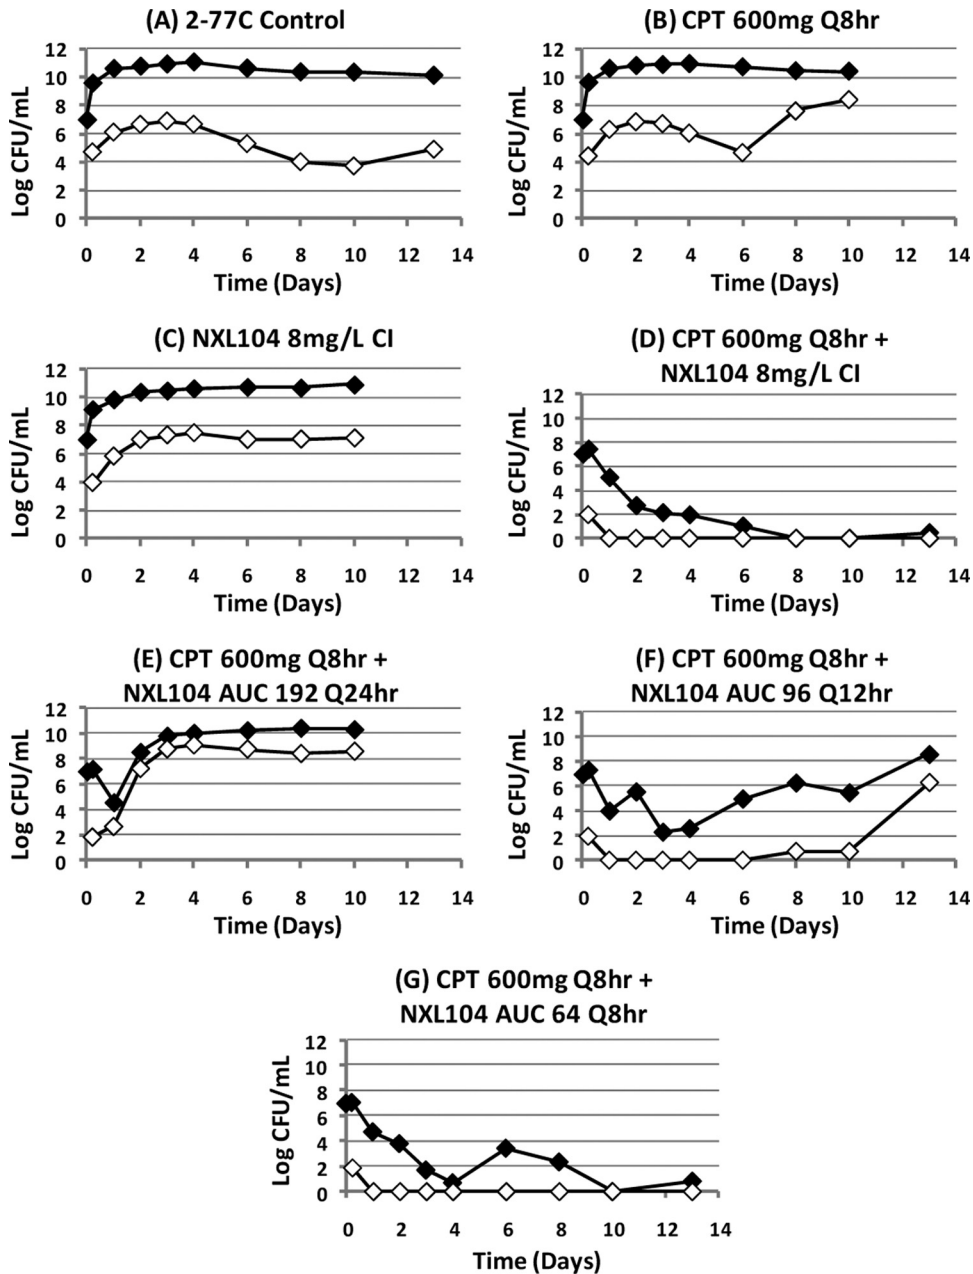 (A) 2-77C Control
12
10
8
6
4
2
0
Log CFU/mL
0 2 4 6 8 10 12 14
Time (Days)
(B) CPT 600mg Q8hr
12
10
8
6
4
2
0
Log CFU/mL
0 2 4 6 8 10 12 14
Time (Days)
(C) NXL104 8mg/L CI
12
10
8
6
4
2
0
Log CFU/mL
0 2 4 6 8 10 12 14
Time (Days)
(D) CPT 600mg Q8hr +
NXL104 8mg/L CI
12
10
8
6
4
2
0
Log CFU/mL
0 2 4 6 8 10 12 14
Time (Days)
(E) CPT 600mg Q8hr +
NXL104 AUC 192 Q24hr
12
10
8
6
4
2
0
Log CFU/mL
0 2 4 6 8 10 12 14
Time (Days)
(F) CPT 600mg Q8hr +
NXL104 AUC 96 Q12hr
12
10
8
6
4
2
0
Log CFU/mL
0 2 4 6 8 10 12 14
Time (Days)
(G) CPT 600mg Q8hr +
NXL104 AUC 64 Q8hr
12
10
8
6
4
2
0
Log CFU/mL
0 2 4 6 8 10 12 14
Time (Days)